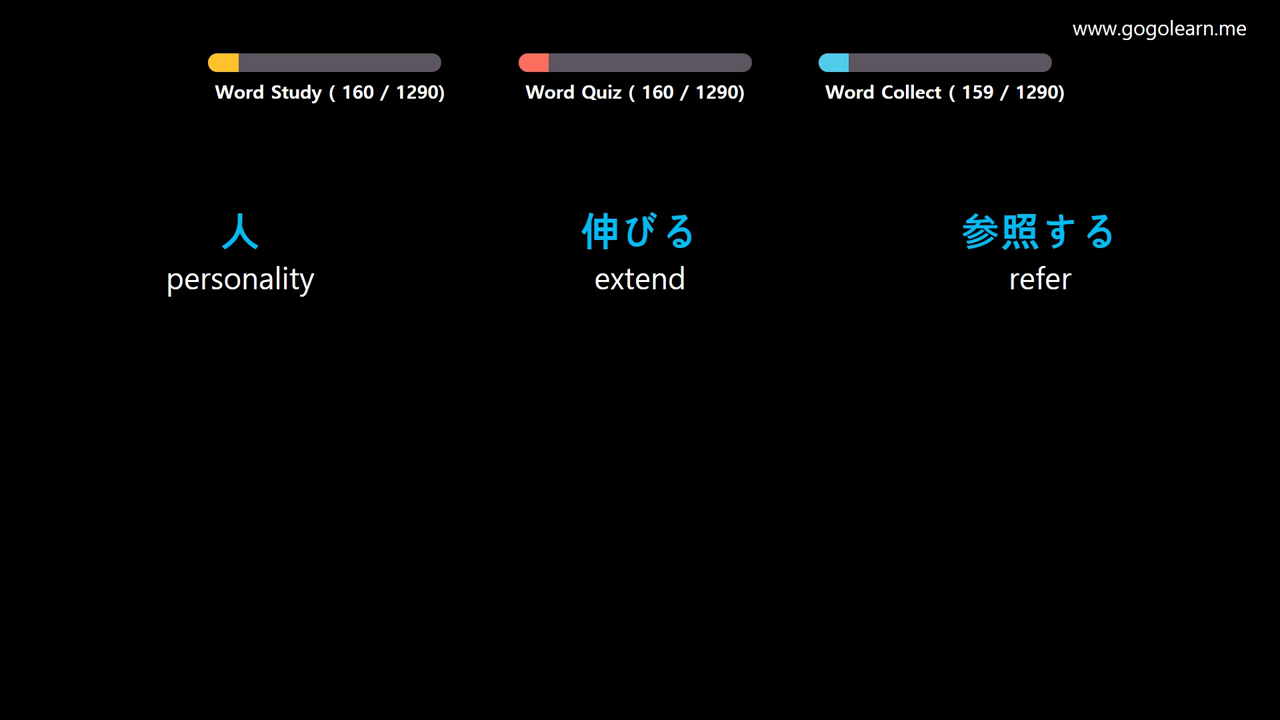 www.gogolearn.me
Word Study ( 160 / 1290)
Word Quiz ( 160 / 1290)
Word Collect ( 159 / 1290)
人
personality
伸びる
extend
参照する
refer